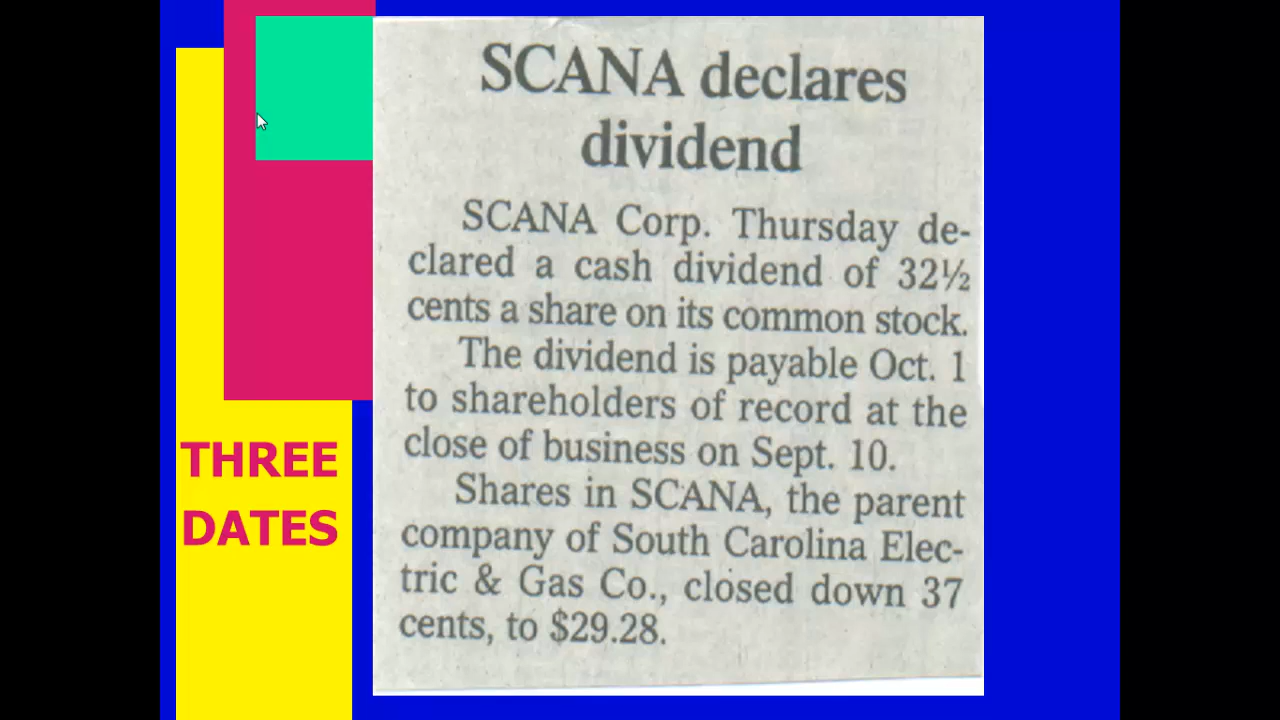 THREE
DATES
SCANA declares
dividend
SCANA Corp. Thursday de-
clared a cash dividend of 32½
cents a share on its common stock.
The dividend is payable Oct. 1
to shareholders of record at the
close of business on Sept. 10.
Shares in SCANA, the parent
company of South Carolina Elec-
tric & Gas Co., closed down 37
cents, to $29.28.